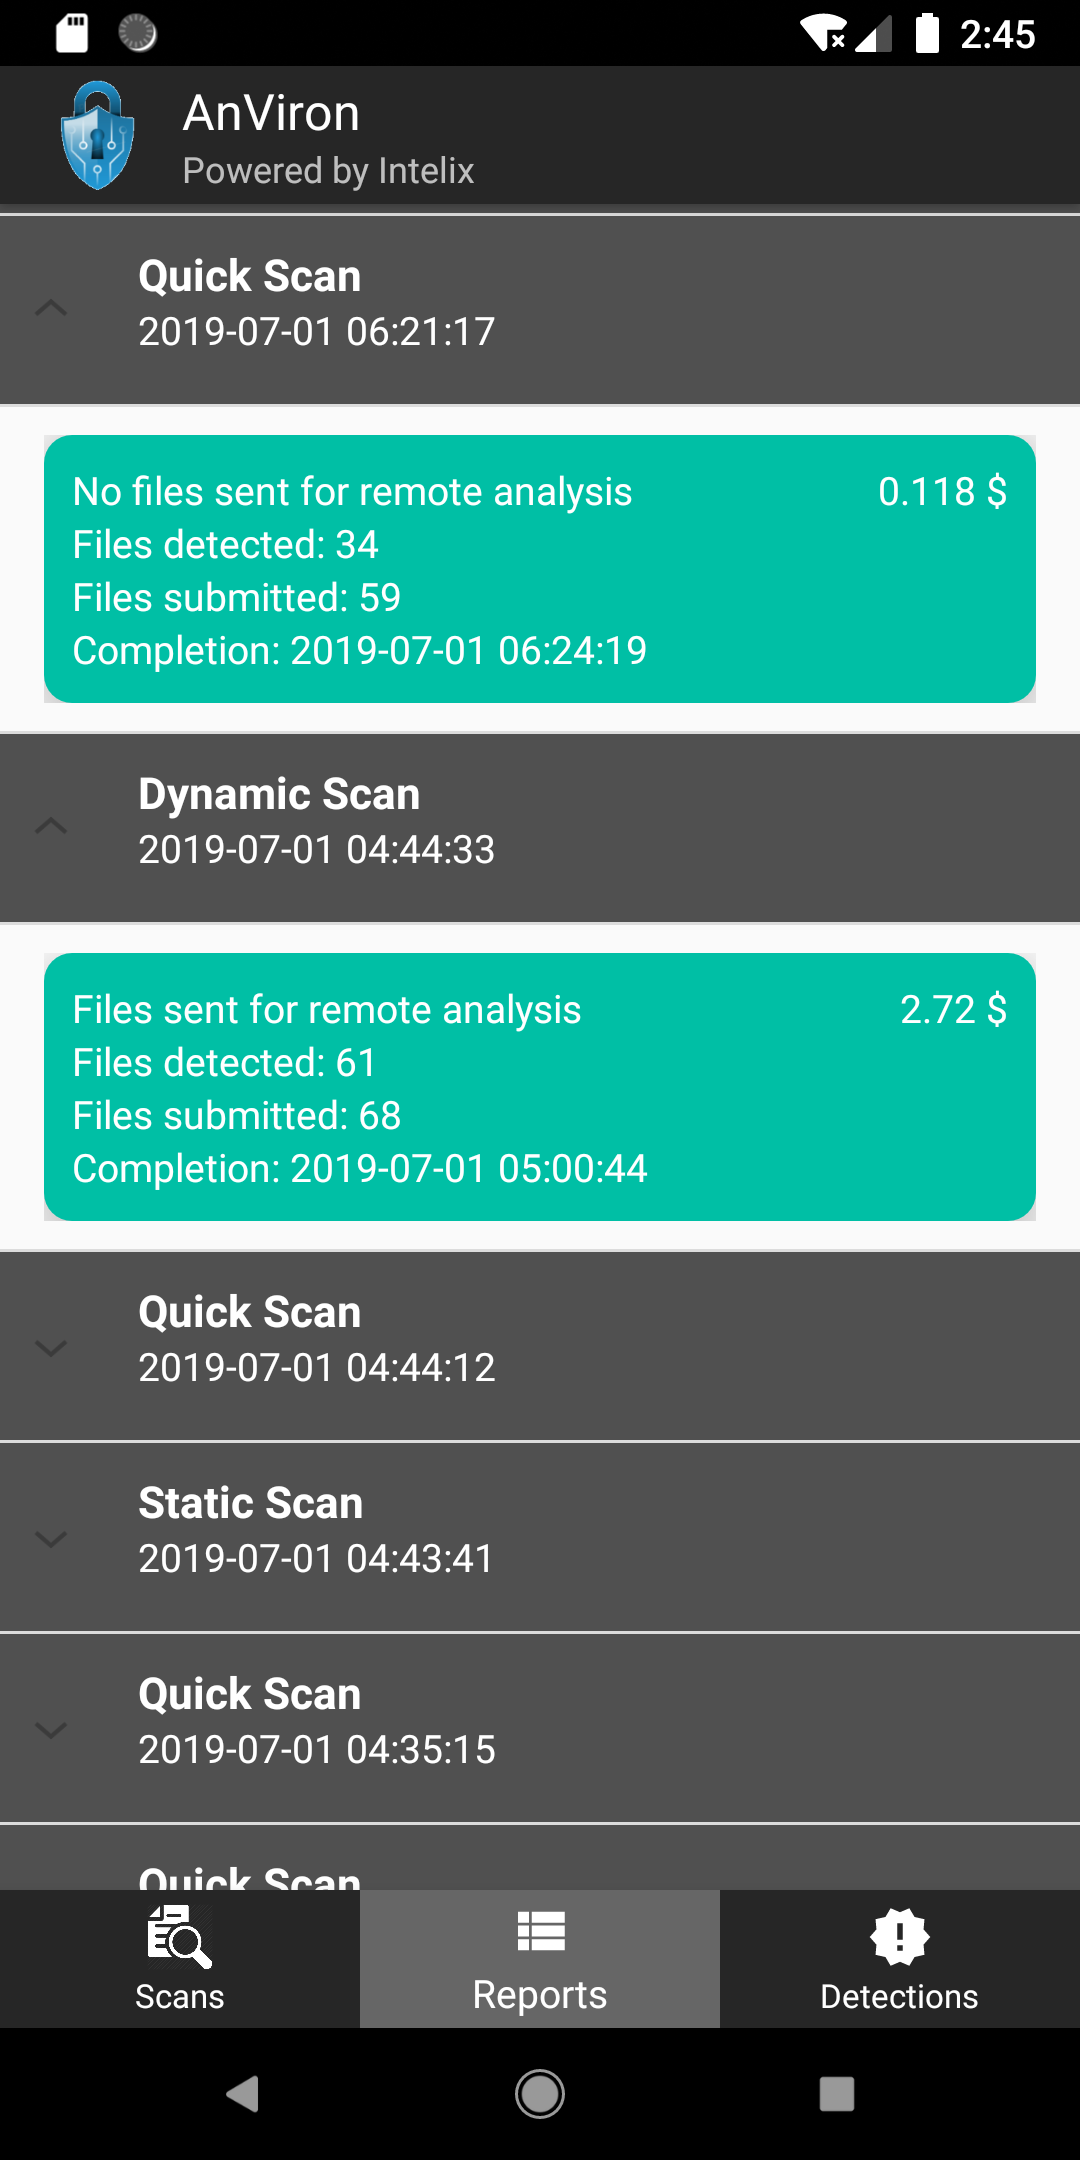 2:45
AnViron
Powered by Intelix
Quick Scan
2019-07-01 06:21:17
No files sent for remote analysis 0.118 $
Files detected: 34
Files submitted: 59
Completion: 2019-07-01 06:24:19
Dynamic Scan
2019-07-01 04:44:33
Files sent for remote analysis 2.72 $
Files detected: 61
Files submitted: 68
Completion: 2019-07-01 05:00:44
Quick Scan
2019-07-01 04:44:12
Static Scan
2019-07-01 04:43:41
Quick Scan
2019-07-01 04:35:15
Quick Scan
Scans
Reports
Detections